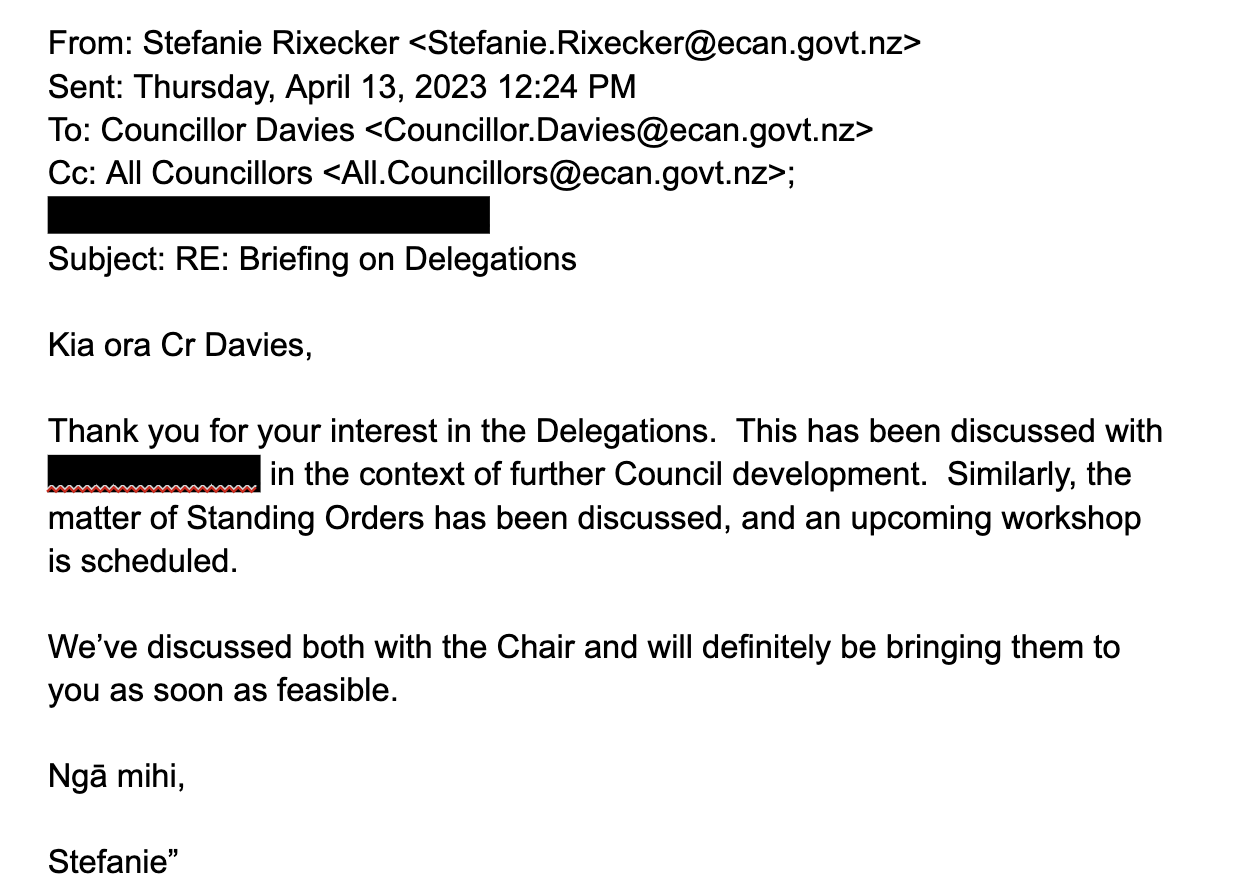 From: Stefanie Rixecker <Stefanie.Rixecker@ecan.govt.nz>
Sent: Thursday, April 13, 2023 12:24 PM
To: Councillor Davies <Councillor.Davies@ecan.govt.nz>
Cc: All Councillors <All.Councillors@ecan.govt.nz>;
Subject: RE: Briefing on Delegations
Kia ora Cr Davies,
Thank you for your interest in the Delegations.  This has been discussed with
in the context of further Council development.  Similarly, the
matter of Standing Orders has been discussed, and an upcoming workshop
is scheduled.
We’ve discussed both with the Chair and will definitely be bringing them to
you as soon as feasible.
Ngā mihi,
Stefanie”